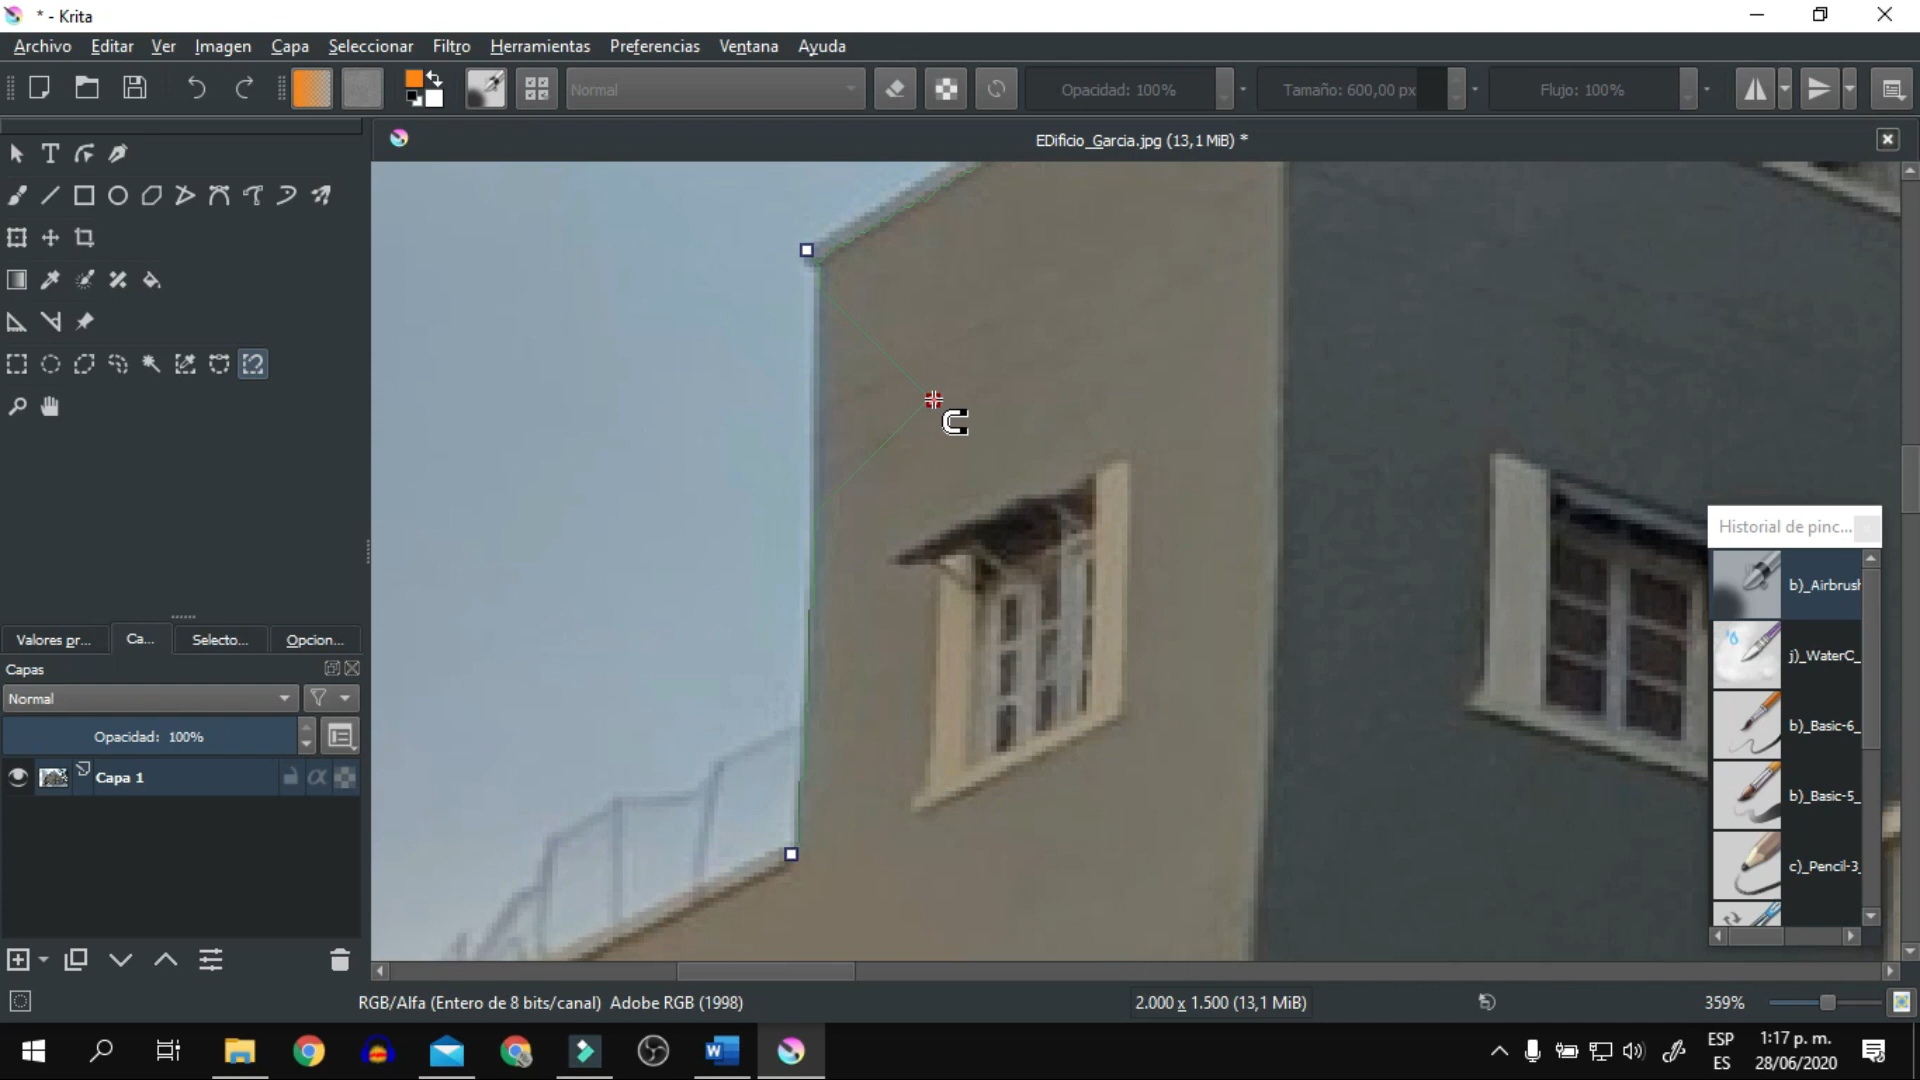 * - Krita
Archivo Editar Ver Imagen Capa Seleccionar Filtro Herramientas Preferencias Ventana Ayuda
Normal
Opacidad: 100%
Tamaño: 600,00 px
Flujo: 100%
EDificio_Garcia.jpg (13,1 MiB) *
Historial de pinc...
b)_Airbrush
j)_WaterC_
b)_Basic-6_
b)_Basic-5_
c)_Pencil-3_
Valores pr... Ca... Selecto... Opcion...
Capas
Normal
Opacidad: 100%
Capa 1
RGB/Alfa (Entero de 8 bits/canal) Adobe RGB (1998)
2.000 x 1.500 (13,1 MiB)
359%
ESP
ES
1:17 p. m.
28/06/2020